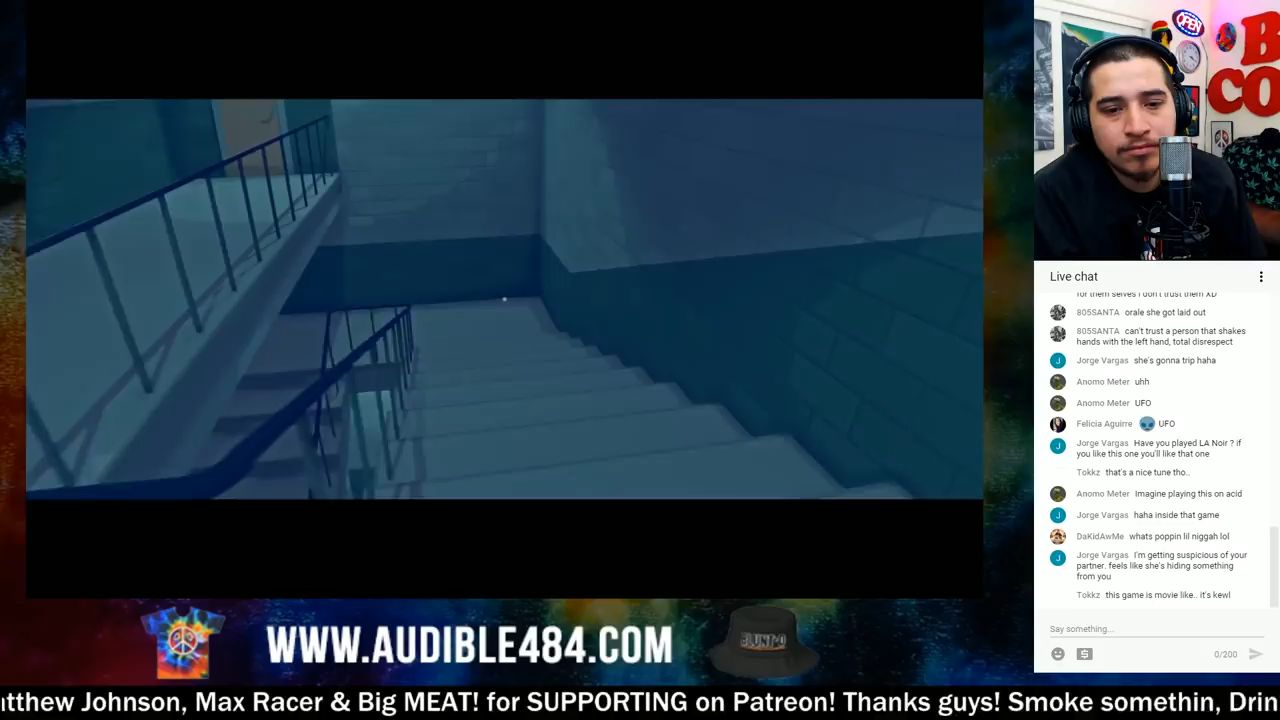 OPEN
B
CO
Live chat
for them selves I don't trust them XD
805SANTA orale she got laid out
805SANTA can't trust a person that shakes
hands with the left hand, total disrespect
Jorge Vargas she's gonna trip haha
Anomo Meter uhh
Anomo Meter UFO
Felicia Aguirre UFO
J Jorge Vargas Have you played LA Noir ? if
you like this one you'll like that one
Tokkz that's a nice tune tho..
Anomo Meter Imagine playing this on acid
J Jorge Vargas haha inside that game
DaKidAwMe whats poppin lil niggah lol
J Jorge Vargas I'm getting suspicious of your
partner. feels like she's hiding something
from you
Tokkz this game is movie like.. it's kewl
Say something...
0/200
WWW.AUDIBLE484.COM
atthew Johnson, Max Racer & Big MEAT! for SUPPORTING on Patreon! Thanks guys! Smoke somethin, Drin